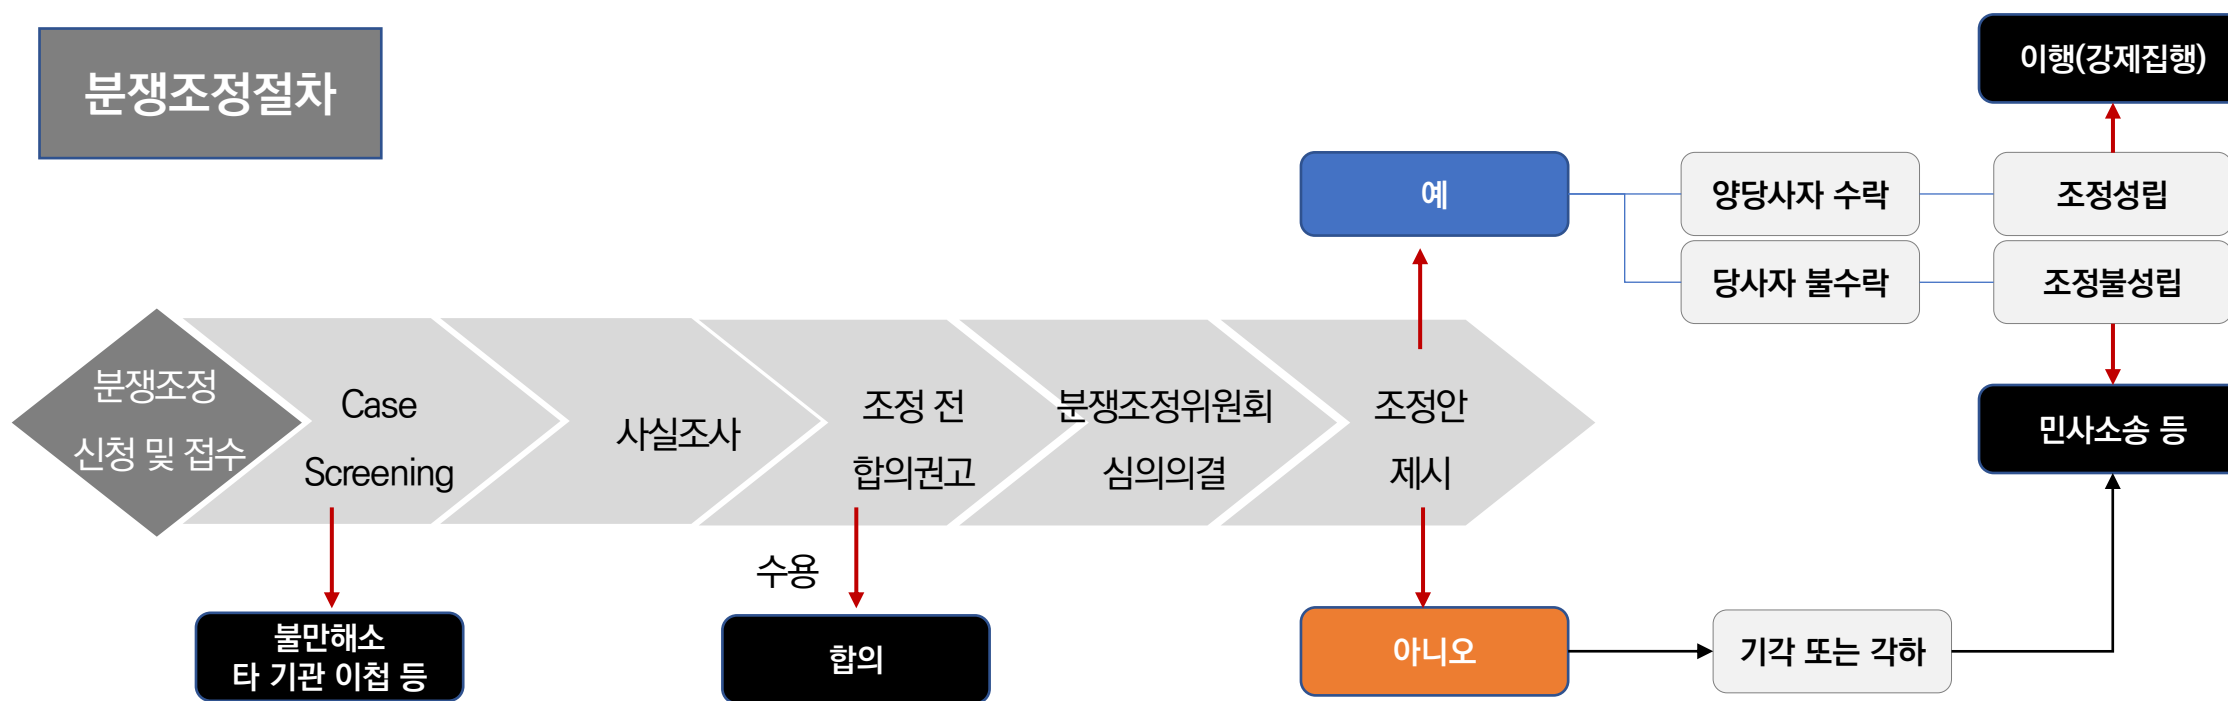 분쟁조정절차
이행(강제집행)
예
양당사자 수락
조정성립
당사자 불수락
조정불성립
분쟁조정
신청 및 접수
Case
Screening
사실조사
조정 전
합의권고
분쟁조정위원회
심의의결
조정안
제시
민사소송 등
수용
불만해소
타 기관 이첩 등
합의
아니오
기각 또는 각하